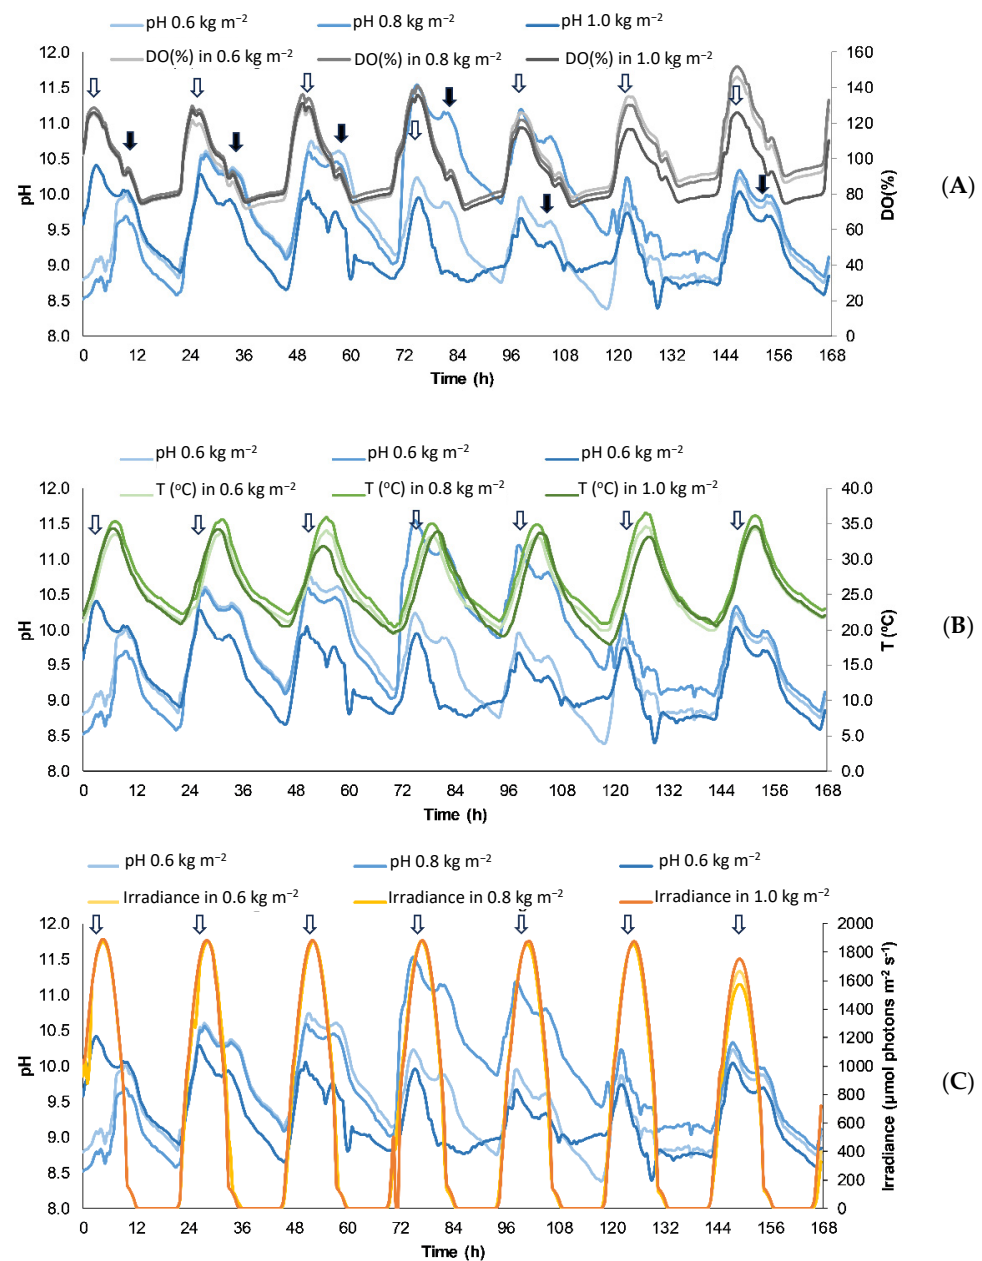 pH 0.6 kg m⁻² pH 0.8 kg m⁻² pH 1.0 kg m⁻²
DO(%) in 0.6 kg m⁻² DO(%) in 0.8 kg m⁻² DO(%) in 1.0 kg m⁻²
12.0 160
11.5 140
11.0 120
10.5 100
10.0 80
9.5 60
9.0 40
8.5 20
8.0 0
pH
DO(%)
(A)
0 12 24 36 48 60 72 84 96 108 120 132 144 156 168
Time (h)
pH 0.6 kg m⁻² pH 0.6 kg m⁻² pH 0.6 kg m⁻²
T (°C) in 0.6 kg m⁻² T (°C) in 0.8 kg m⁻² T (°C) in 1.0 kg m⁻²
12.0 40.0
11.5 35.0
11.0 30.0
10.5 25.0
10.0 20.0
9.5 15.0
9.0 10.0
8.5 5.0
8.0 0.0
pH
T (°C)
(B)
0 12 24 36 48 60 72 84 96 108 120 132 144 156 168
Time (h)
pH 0.6 kg m⁻² pH 0.8 kg m⁻² pH 0.6 kg m⁻²
Irradiance in 0.6 kg m⁻² Irradiance in 0.8 kg m⁻² Irradiance in 1.0 kg m⁻²
12.0 2000
11.5 1800
11.0 1600
10.5 1400
10.0 1200
9.5 1000
9.0 800
8.5 600
8.0 400
200
0
pH
Irradiance (µmol photons m⁻² s⁻¹)
(C)
0 12 24 36 48 60 72 84 96 108 120 132 144 156 168
Time (h)